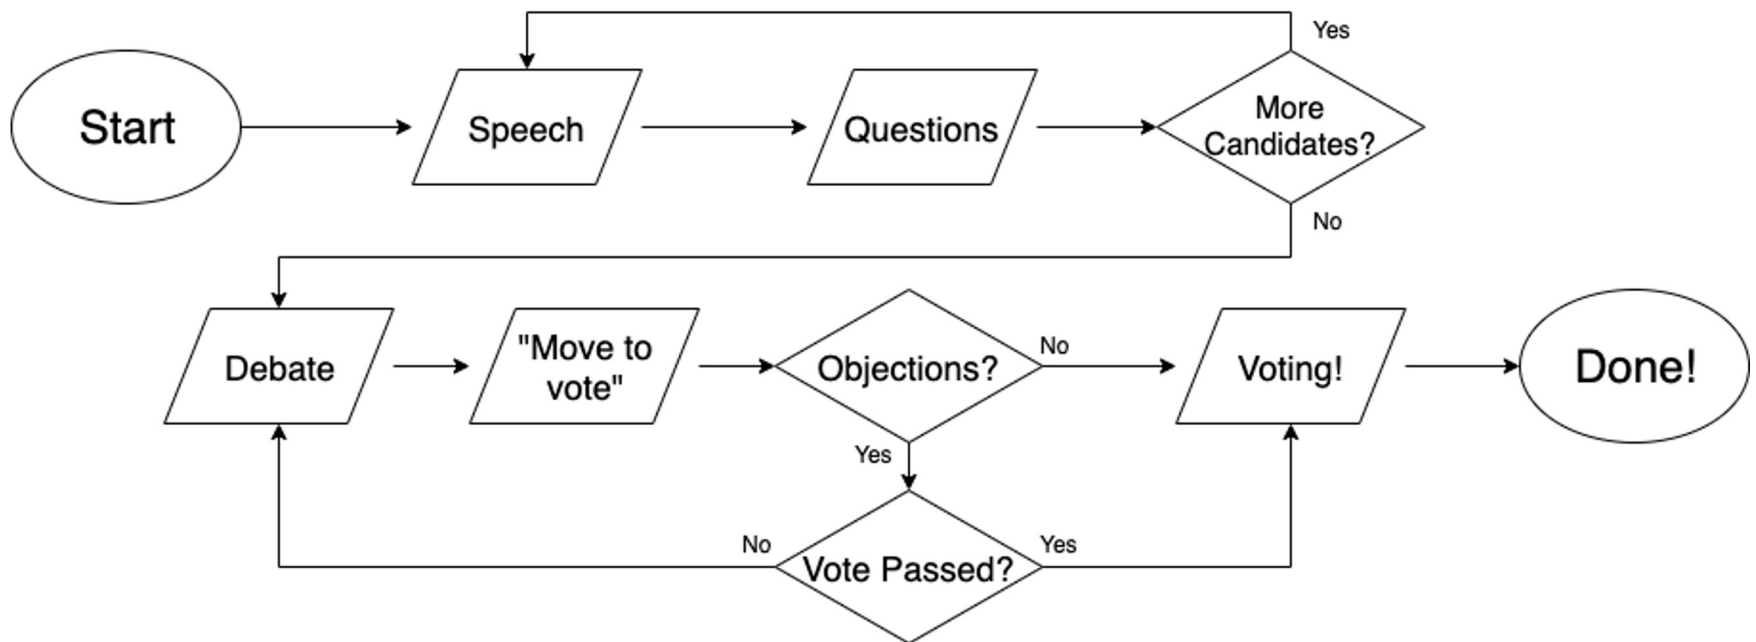 Yes
Start
Speech
Questions
More
Candidates?
No
Debate
"Move to
vote"
Objections?
No
Voting!
Done!
Yes
No
Vote Passed?
Yes